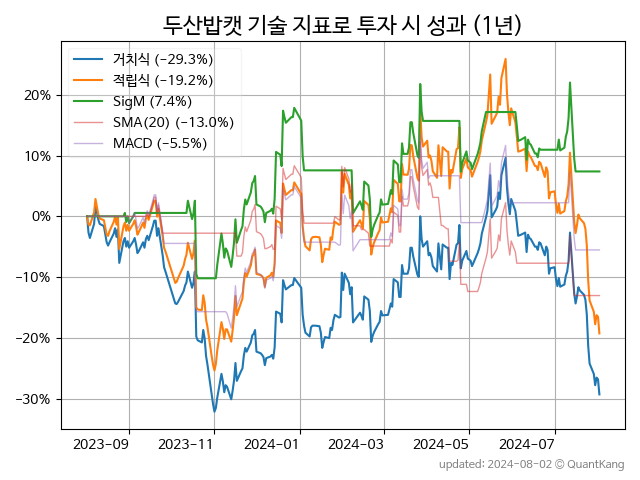 두산밥캣 기술 지표로 투자 시 성과 (1년)
거치식 (−29.3%)
적립식 (−19.2%)
SigM (7.4%)
SMA(20) (−13.0%)
MACD (−5.5%)
20%
10%
0%
−10%
−20%
−30%
2023-09 2023-11 2024-01 2024-03 2024-05 2024-07
updated: 2024-08-02 © QuantKang